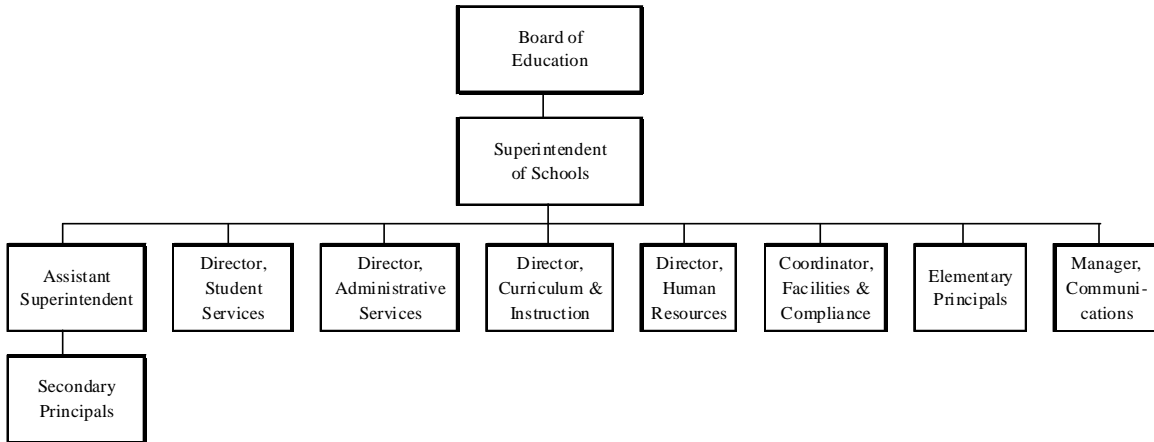 Board of
Education
Superintendent
of Schools
Assistant
Superintendent
Director,
Student
Services
Director,
Administrative
Services
Director,
Curriculum &
Instruction
Director,
Human
Resources
Coordinator,
Facilities &
Compliance
Elementary
Principals
Manager,
Communi-
cations
Secondary
Principals